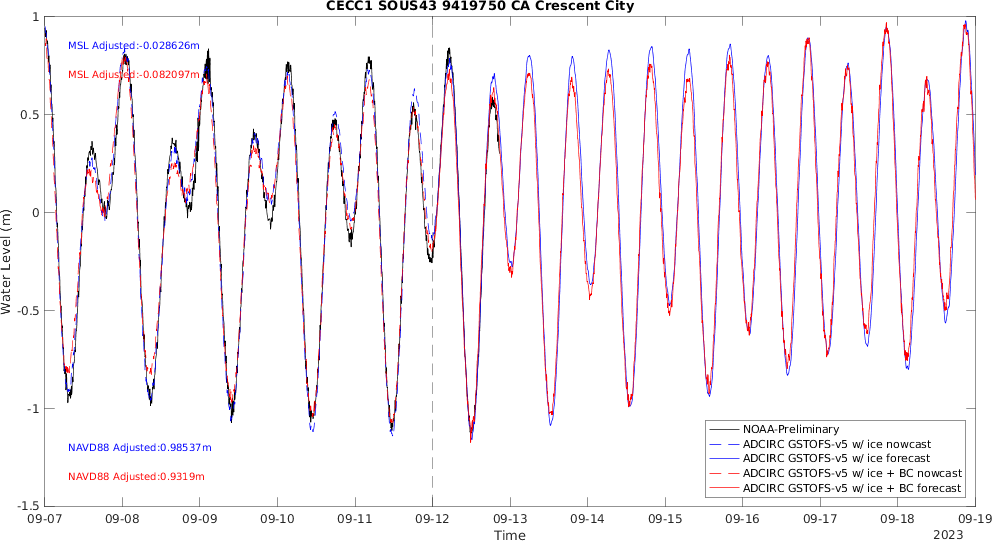 CECC1 SOUS43 9419750 CA Crescent City
1
0.5
0
-0.5
-1
-1.5
Water Level (m)
MSL Adjusted:-0.028626m
MSL Adjusted:-0.082097m
NAVD88 Adjusted:0.98537m
NAVD88 Adjusted:0.9319m
NOAA-Preliminary
ADCIRC GSTOFS-v5 w/ ice nowcast
ADCIRC GSTOFS-v5 w/ ice forecast
ADCIRC GSTOFS-v5 w/ ice + BC nowcast
ADCIRC GSTOFS-v5 w/ ice + BC forecast
09-07 09-08 09-09 09-10 09-11 09-12 09-13 09-14 09-15 09-16 09-17 09-18 09-19
Time
2023